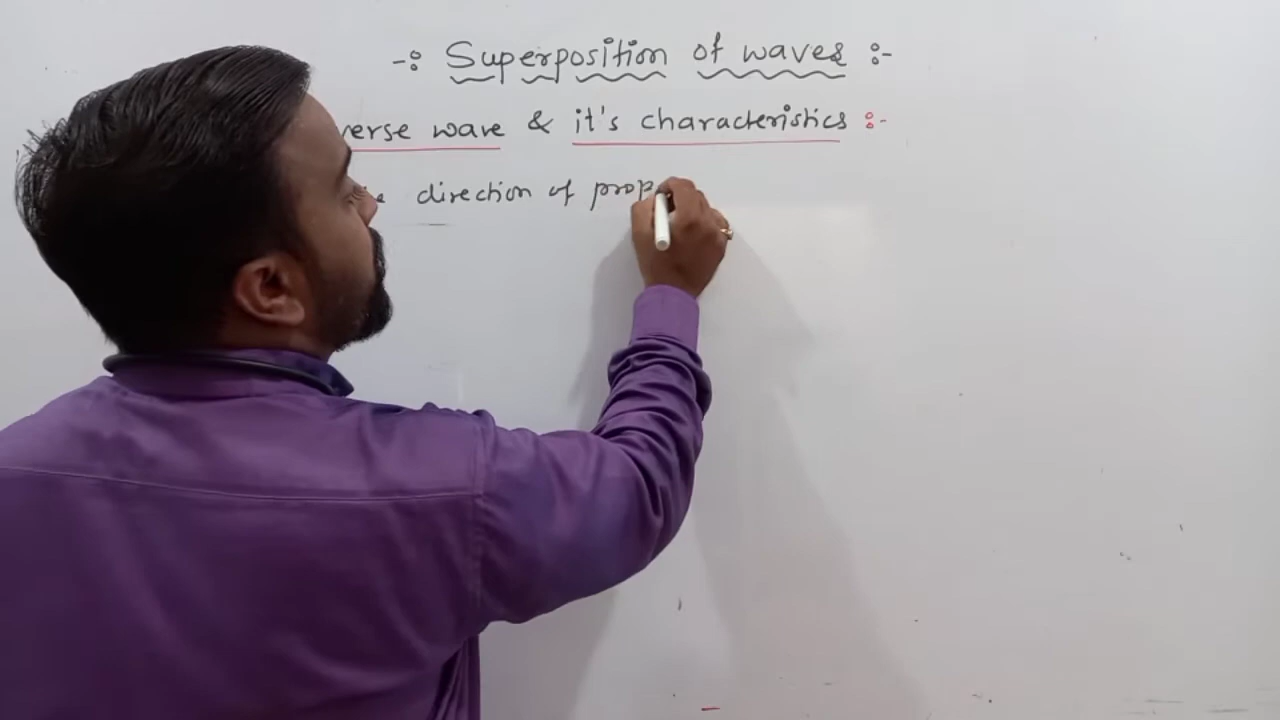 -: Superposition of waves :-
verse wave & it's characteristics :-
direction of prop